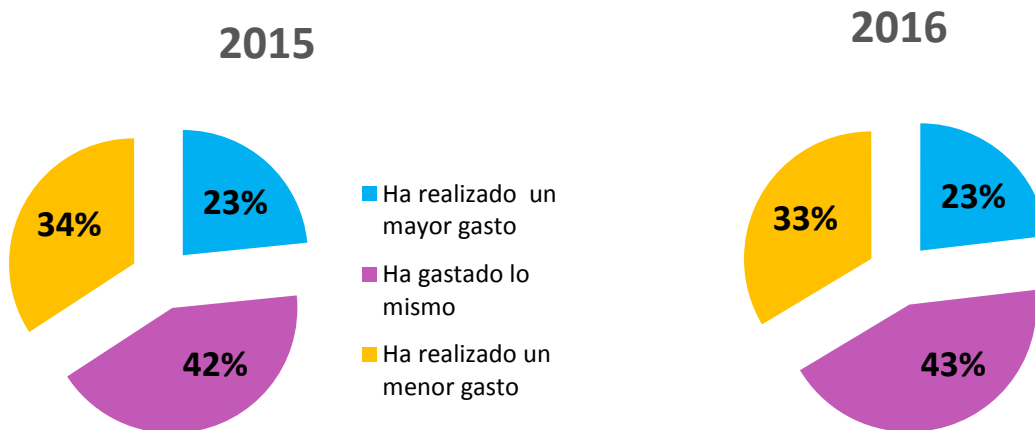 2015
2016
34%
23%
42%
Ha realizado un
mayor gasto
Ha gastado lo
mismo
Ha realizado un
menor gasto
33%
23%
43%